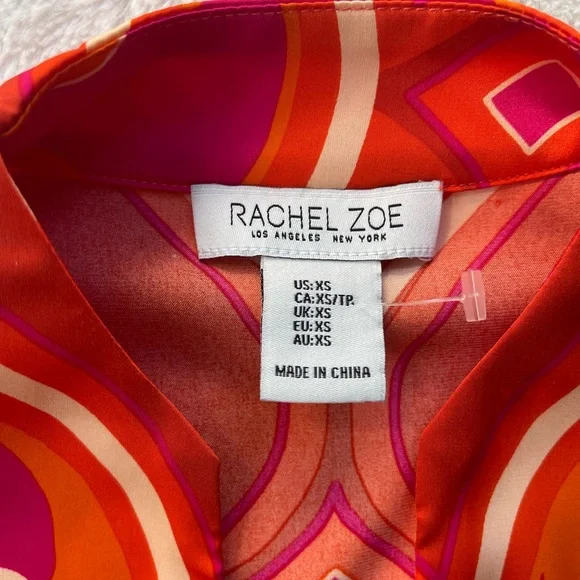 RACHEL ZOE
LOS ANGELES NEW YORK
US: XS
CA:XS/TP.
UK:XS
EU:XS
AU:XS
MADE IN CHINA